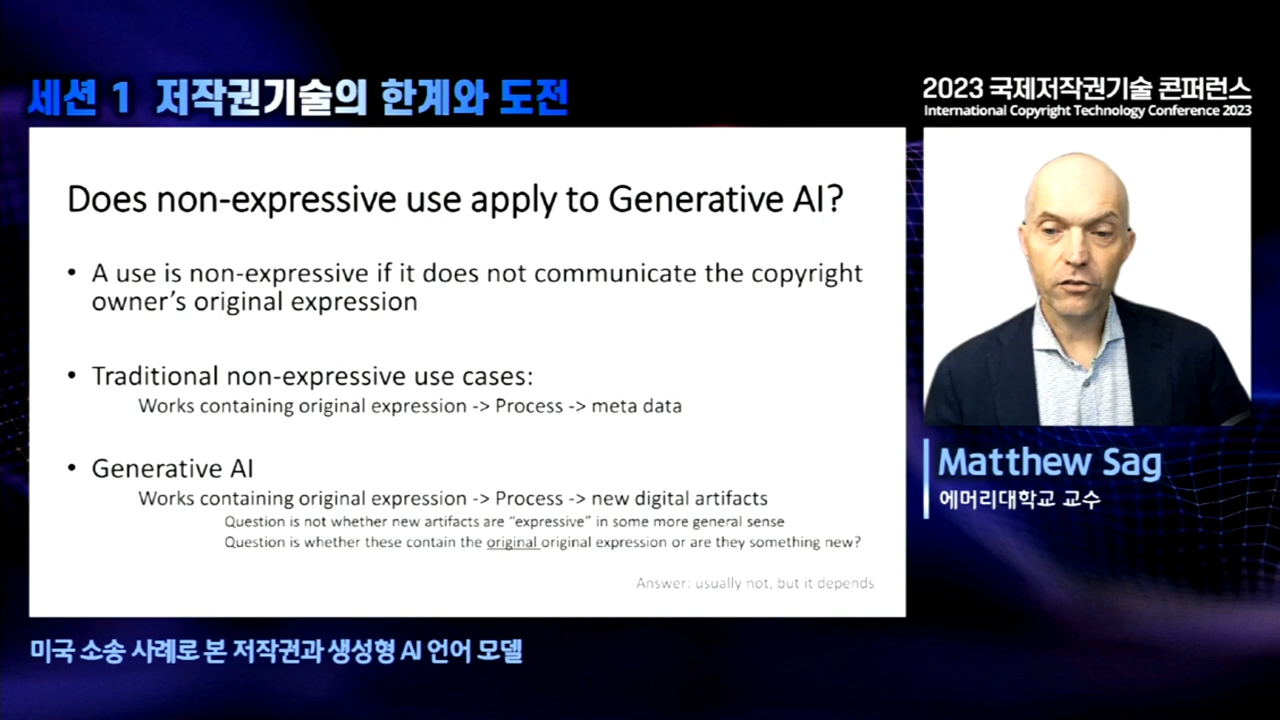 세션 1 저작권기술의 한계와 도전
2023 국제저작권기술 콘퍼런스
International Copyright Technology Conference 2023
Does non-expressive use apply to Generative AI?
• A use is non-expressive if it does not communicate the copyright
owner’s original expression
• Traditional non-expressive use cases:
Works containing original expression -> Process -> meta data
• Generative AI
Works containing original expression -> Process -> new digital artifacts
Question is not whether new artifacts are “expressive” in some more general sense
Question is whether these contain the original original expression or are they something new?
Answer: usually not, but it depends
Matthew Sag
에머리대학교 교수
미국 소송 사례로 본 저작권과 생성형 AI 언어 모델